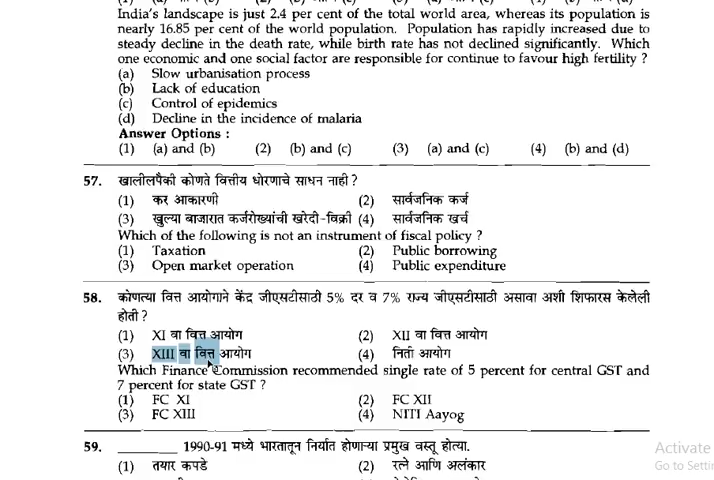 India's landscape is just 2.4 per cent of the total world area, whereas its population is
nearly 16.85 per cent of the world population. Population has rapidly increased due to
steady decline in the death rate, while birth rate has not declined significantly. Which
one economic and one social factor are responsible for continue to favour high fertility ?
(a) Slow urbanisation process
(b) Lack of education
(c) Control of epidemics
(d) Decline in the incidence of malaria
Answer Options :
(1) (a) and (b) (2) (b) and (c) (3) (a) and (c) (4) (b) and (d)
57. खालीलपैकी कोणते वित्तीय धोरणाचे साधन नाही ?
(1) कर आकारणी (2) सार्वजनिक कर्ज
(3) खुल्या बाजारात कर्जरोख्यांची खरेदी-विक्री (4) सार्वजनिक खर्च
Which of the following is not an instrument of fiscal policy ?
(1) Taxation (2) Public borrowing
(3) Open market operation (4) Public expenditure
58. कोणत्या वित्त आयोगाने केंद्र जीएसटीसाठी 5% दर व 7% राज्य जीएसटीसाठी असावा अशी शिफारस केलेली
होती ?
(1) XI वा वित्त आयोग (2) XII वा वित्त आयोग
(3) XIII वा वित्त आयोग (4) निती आयोग
Which Finance Commission recommended single rate of 5 percent for central GST and
7 percent for state GST ?
(1) FC XI (2) FC XII
(3) FC XIII (4) NITI Aayog
59. ________ 1990-91 मध्ये भारतातून निर्यात होणाऱ्या प्रमुख वस्तू होत्या.
(1) तयार कपडे (2) रत्ने आणि अलंकार
Activate
Go to Setti